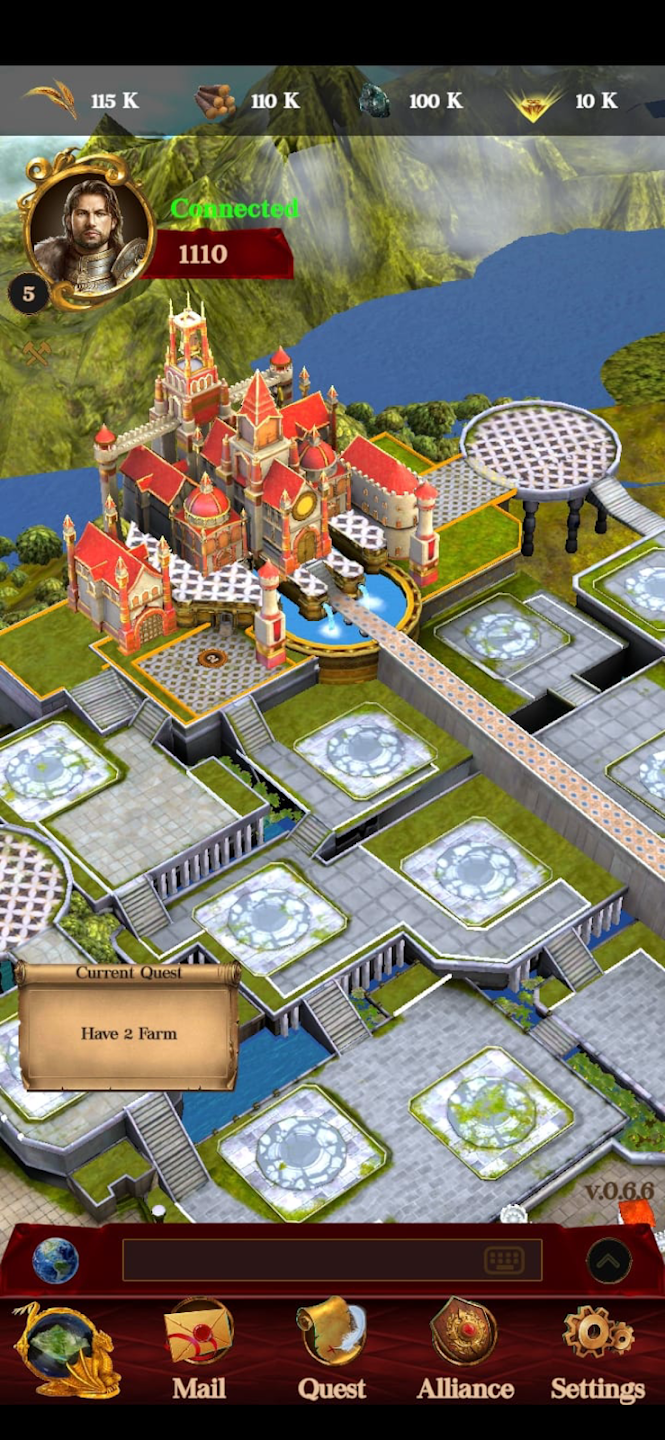 115 K
110 K
100 K
10 K
Connected
1110
5
Current Quest
Have 2 Farm
v.0.6.6
Mail
Quest
Alliance
Settings